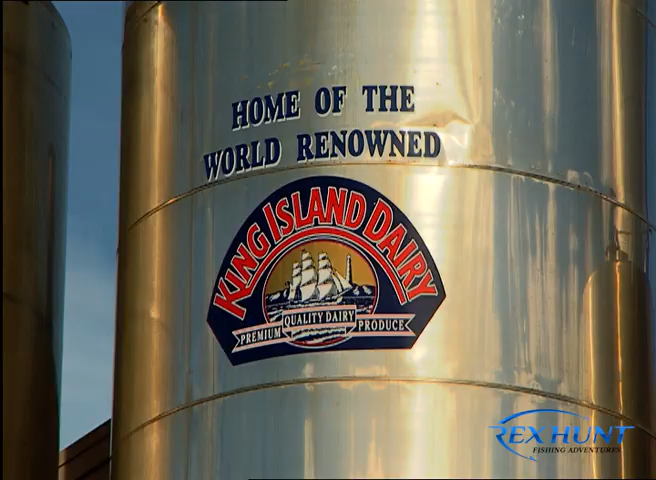 HOME OF THE
WORLD RENOWNED
KING ISLAND DAIRY
QUALITY DAIRY
PREMIUM PRODUCE
REX HUNT
FISHING ADVENTURES